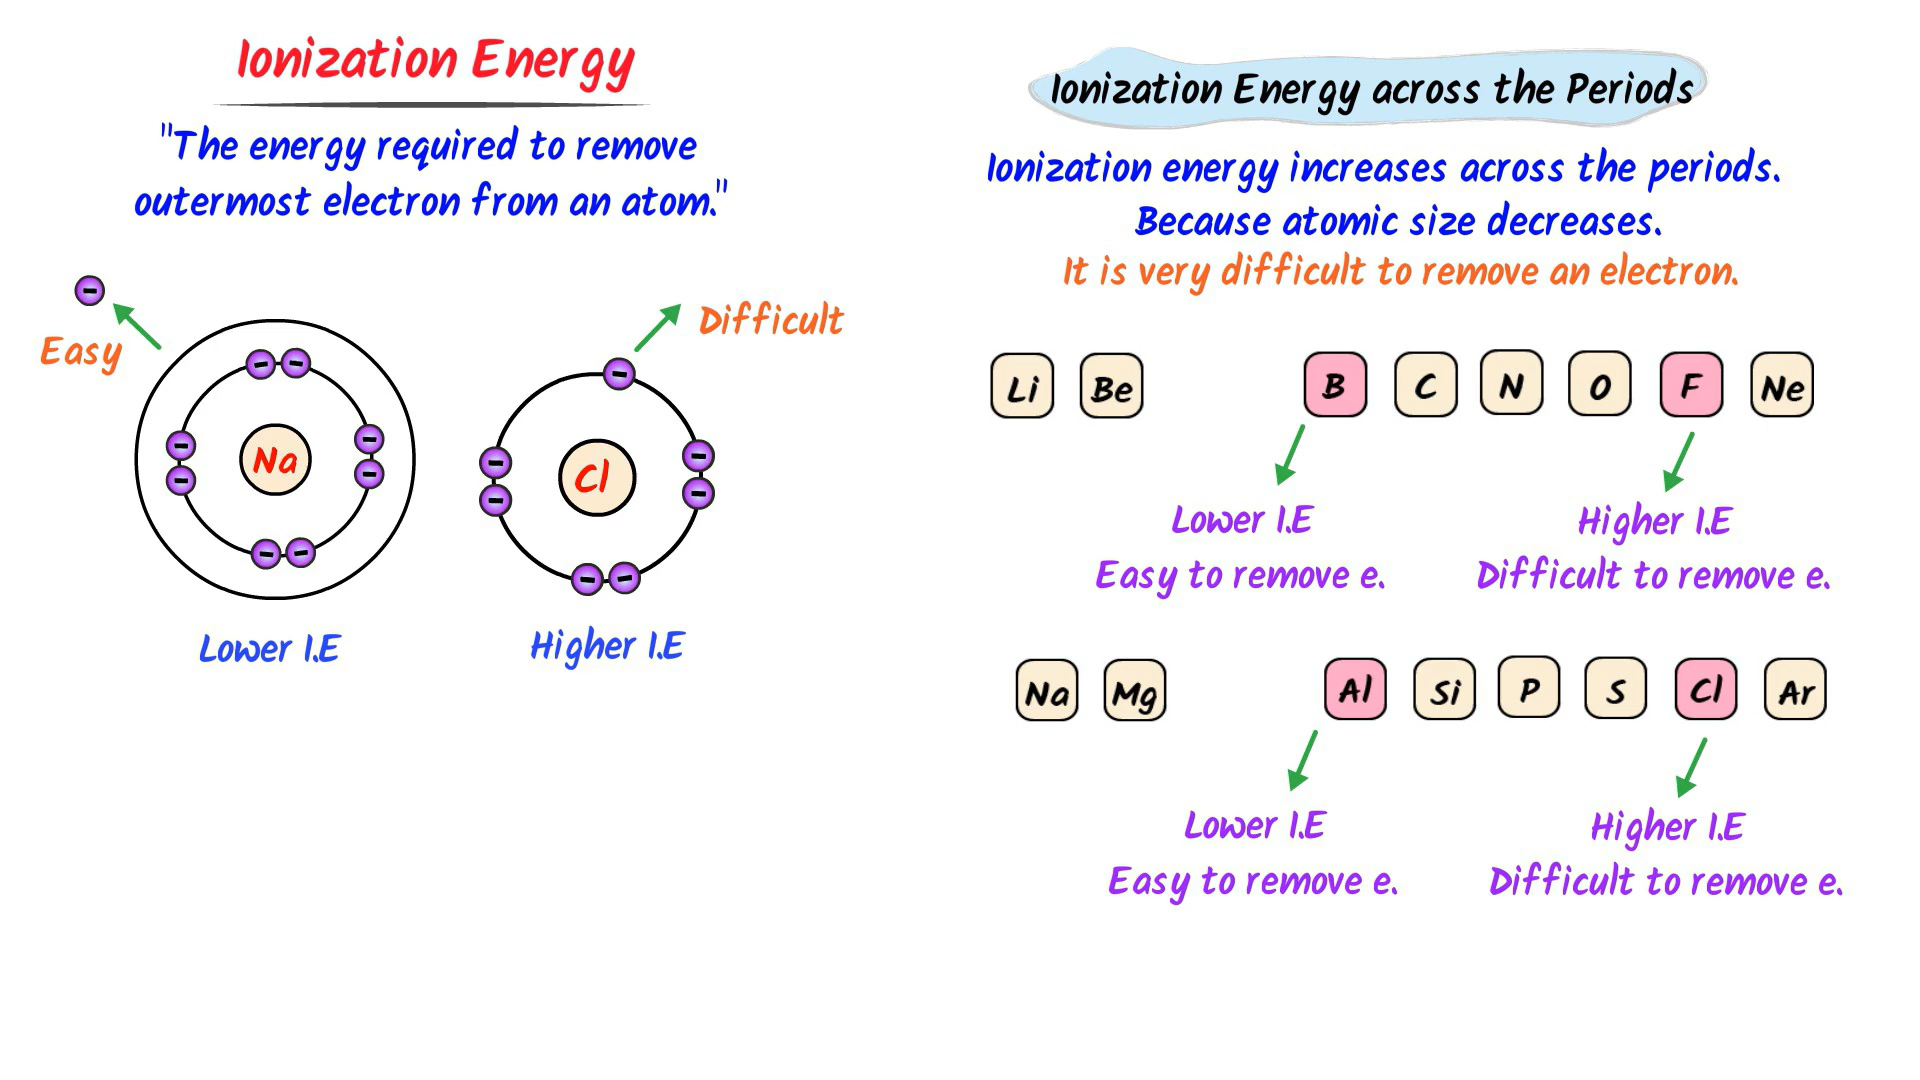 Ionization Energy
"The energy required to remove
outermost electron from an atom."
Easy
Difficult
Na
Cl
Lower I.E
Higher I.E
Ionization Energy across the Periods
Ionization energy increases across the periods.
Because atomic size decreases.
It is very difficult to remove an electron.
Li Be B C N O F Ne
Lower I.E
Easy to remove e.
Higher I.E
Difficult to remove e.
Na Mg Al Si P S Cl Ar
Lower I.E
Easy to remove e.
Higher I.E
Difficult to remove e.